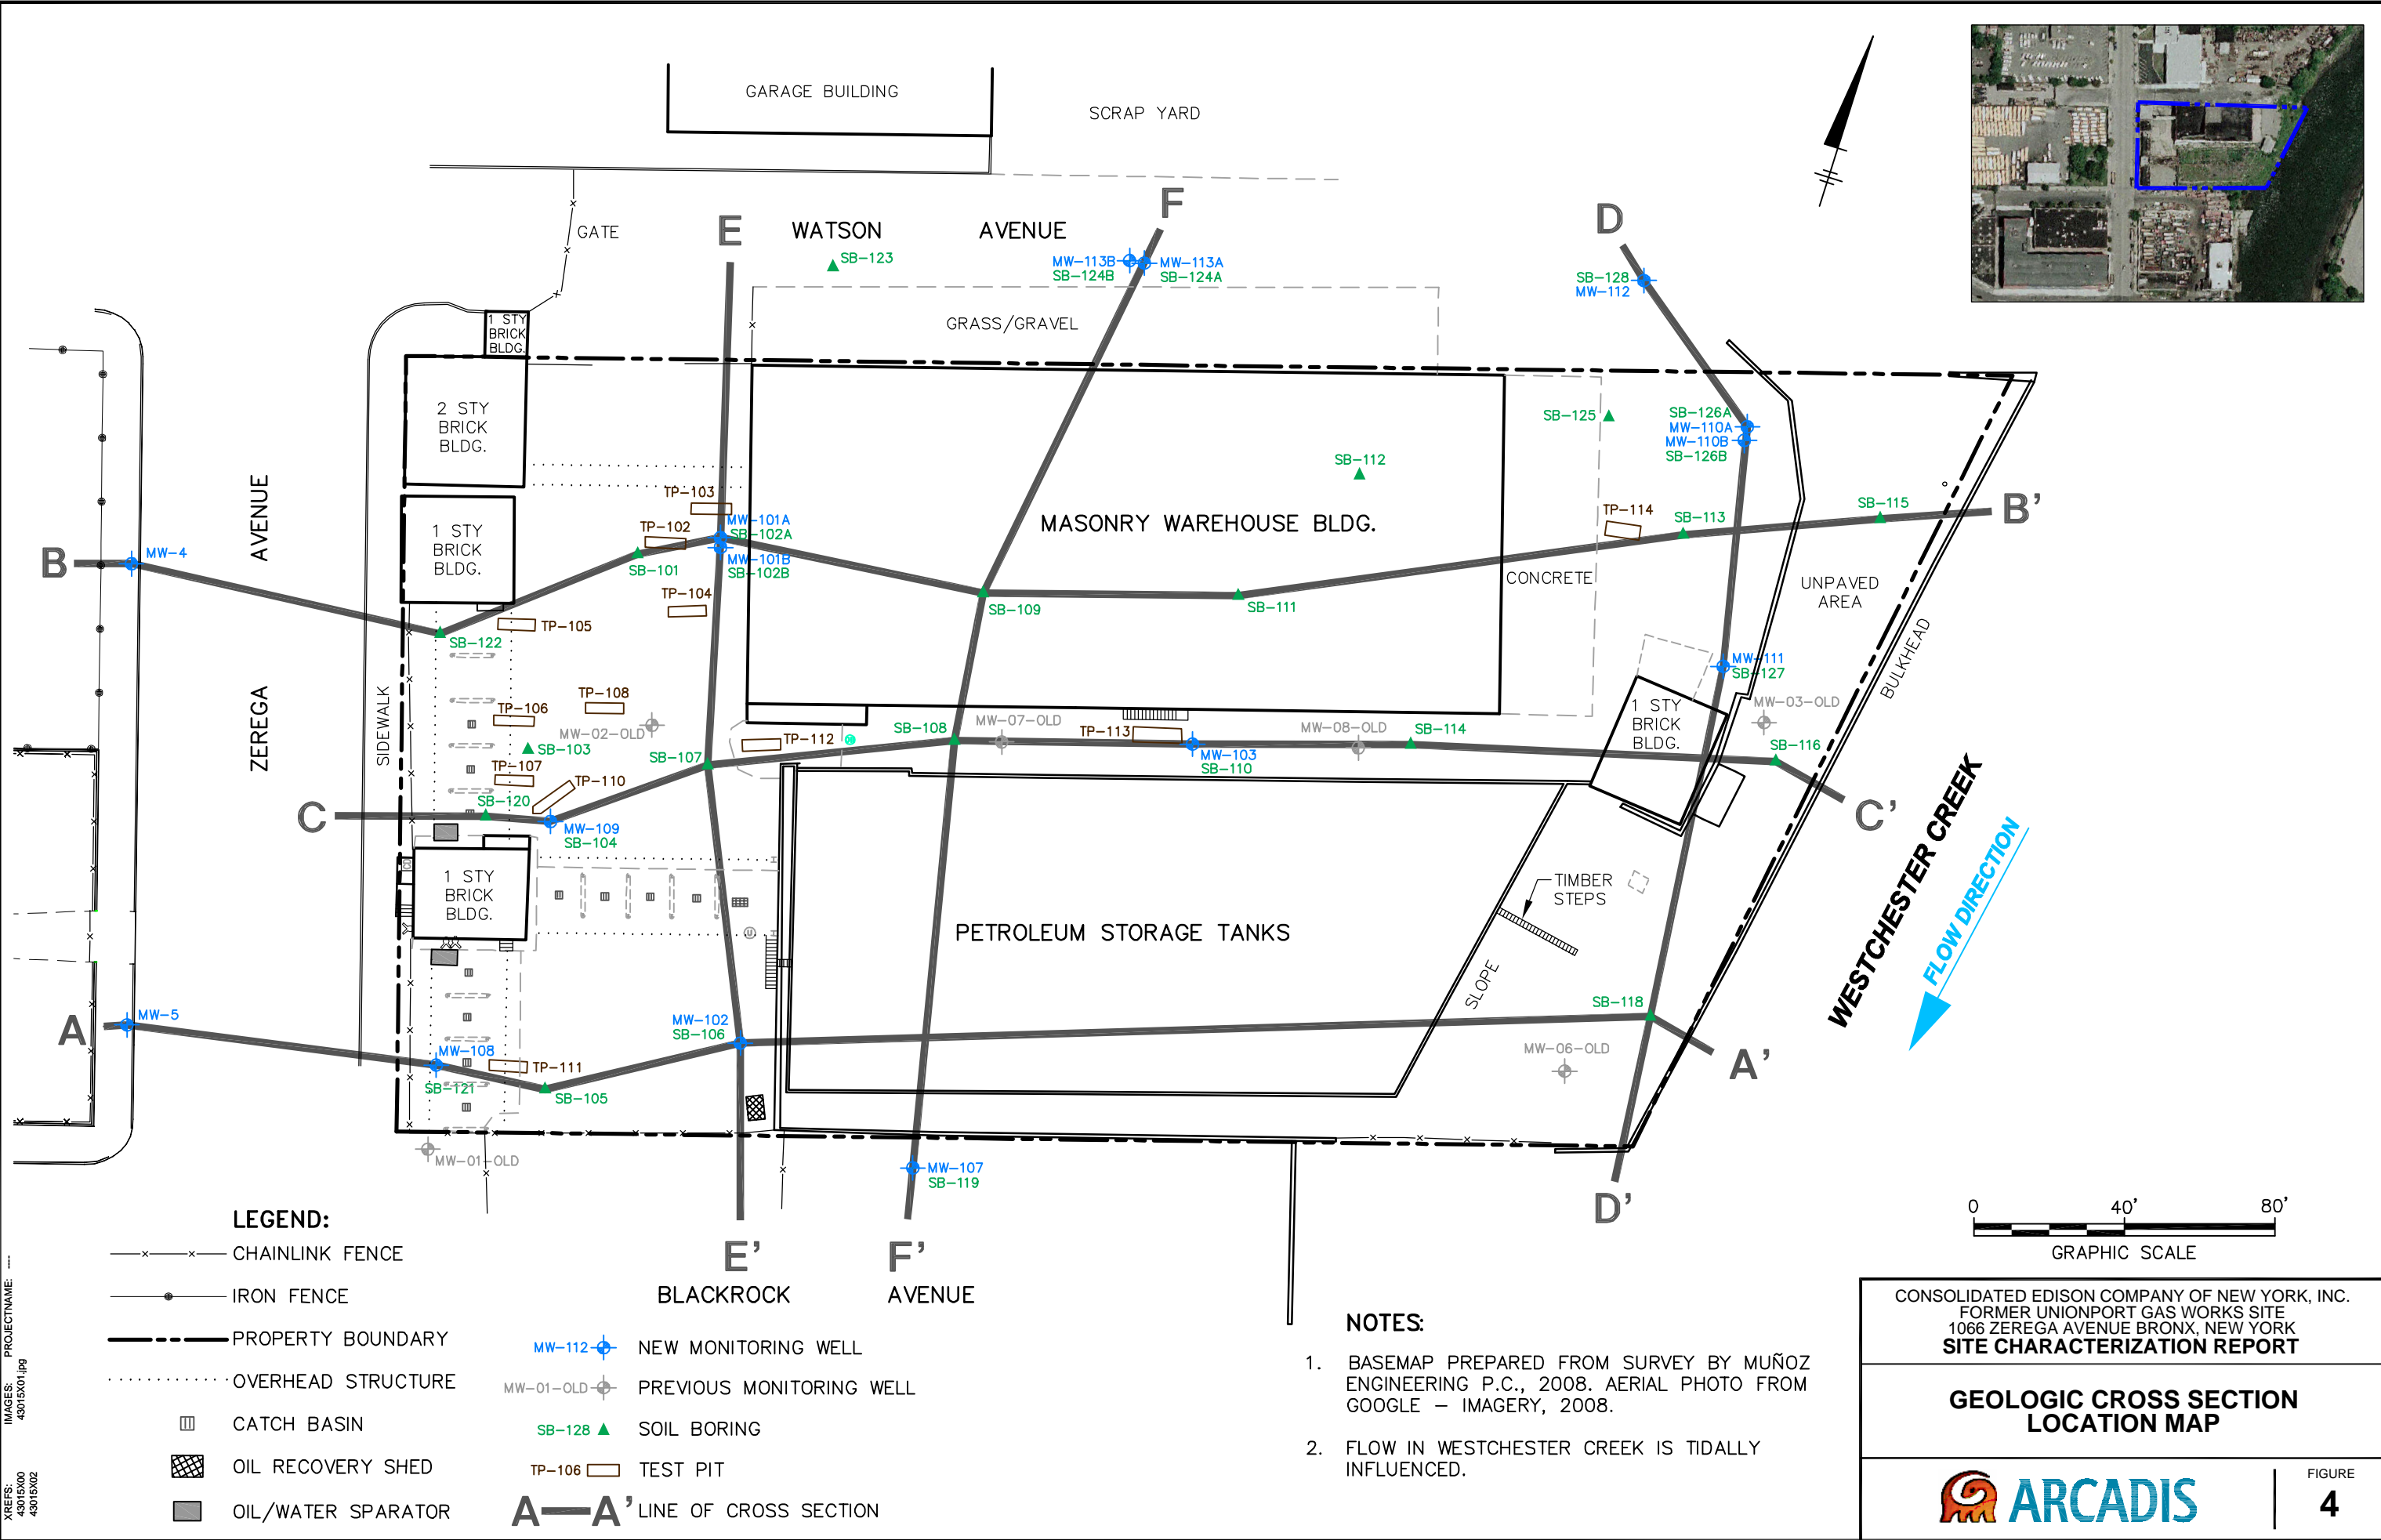 GARAGE BUILDING
SCRAP YARD
GATE
E
WATSON AVENUE
F
D
SB-123
MW-113B
SB-124B
MW-113A
SB-124A
SB-128
MW-112
GRASS/GRAVEL
1 STY
BRICK
BLDG.
2 STY
BRICK
BLDG.
1 STY
BRICK
BLDG.
SB-125
SB-126A
MW-110A
MW-110B
SB-126B
SB-112
TP-103
TP-102
MW-101A
SB-102A
MW-101B
SB-102B
SB-101
MASONRY WAREHOUSE BLDG.
TP-114
SB-113
SB-115
B'
B
MW-4
ZEREGA AVENUE
SIDEWALK
TP-104
TP-105
SB-122
SB-109
SB-111
CONCRETE
UNPAVED
AREA
BULKHEAD
MW-111
SB-127
MW-03-OLD
1 STY
BRICK
BLDG.
TP-108
TP-106
MW-02-OLD
SB-103
TP-107
TP-110
SB-107
TP-112
SB-108
MW-07-OLD
TP-113
MW-103
SB-110
MW-08-OLD
SB-114
SB-116
C'
C
SB-120
MW-109
SB-104
1 STY
BRICK
BLDG.
PETROLEUM STORAGE TANKS
TIMBER
STEPS
SLOPE
WESTCHESTER CREEK
FLOW DIRECTION
A
MW-5
MW-108
SB-121
TP-111
SB-105
MW-102
SB-106
SB-118
MW-06-OLD
A'
MW-01-OLD
MW-107
SB-119
D'
E'
F'
BLACKROCK AVENUE
0 40' 80'
GRAPHIC SCALE
LEGEND:
CHAINLINK FENCE
IRON FENCE
PROPERTY BOUNDARY
OVERHEAD STRUCTURE
CATCH BASIN
OIL RECOVERY SHED
OIL/WATER SPARATOR
MW-112 NEW MONITORING WELL
MW-01-OLD PREVIOUS MONITORING WELL
SB-128 SOIL BORING
TP-106 TEST PIT
A A' LINE OF CROSS SECTION
NOTES:
1. BASEMAP PREPARED FROM SURVEY BY MUÑOZ
ENGINEERING P.C., 2008. AERIAL PHOTO FROM
GOOGLE – IMAGERY, 2008.
2. FLOW IN WESTCHESTER CREEK IS TIDALLY
INFLUENCED.
CONSOLIDATED EDISON COMPANY OF NEW YORK, INC.
FORMER UNIONPORT GAS WORKS SITE
1066 ZEREGA AVENUE BRONX, NEW YORK
SITE CHARACTERIZATION REPORT
GEOLOGIC CROSS SECTION
LOCATION MAP
ARCADIS
FIGURE
4
XREFS:
43015X00
43015X02
IMAGES:
43015X01.jpg
PROJECTNAME: ----